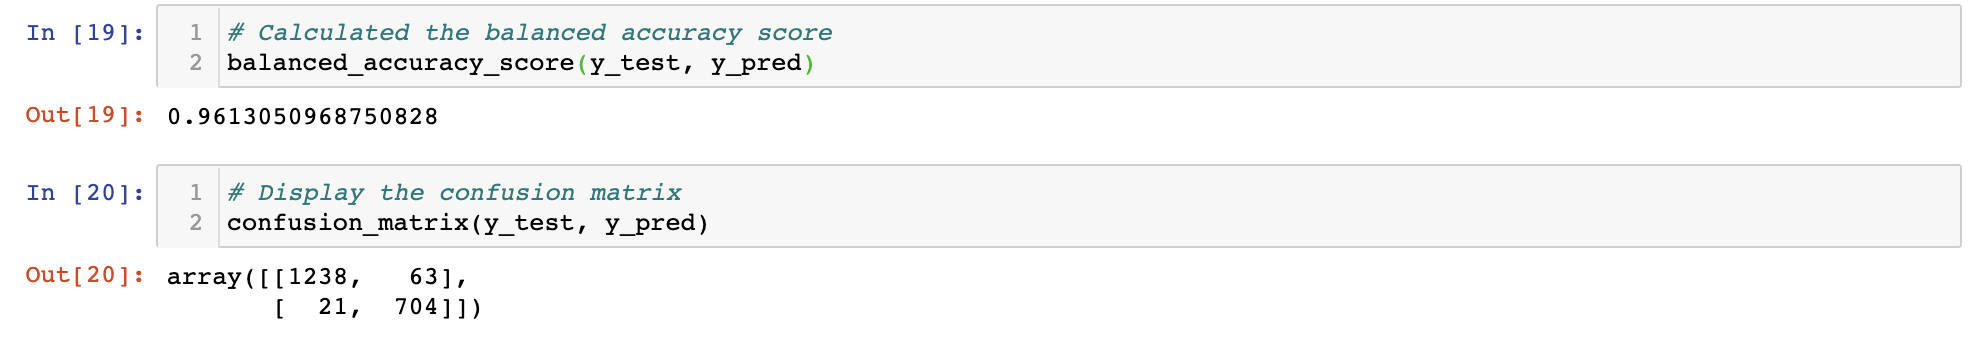 In [19]: 1 # Calculated the balanced accuracy score
2 balanced_accuracy_score(y_test, y_pred)
Out[19]: 0.9613050968750828
In [20]: 1 # Display the confusion matrix
2 confusion_matrix(y_test, y_pred)
Out[20]: array([[1238,   63],
       [  21,  704]])